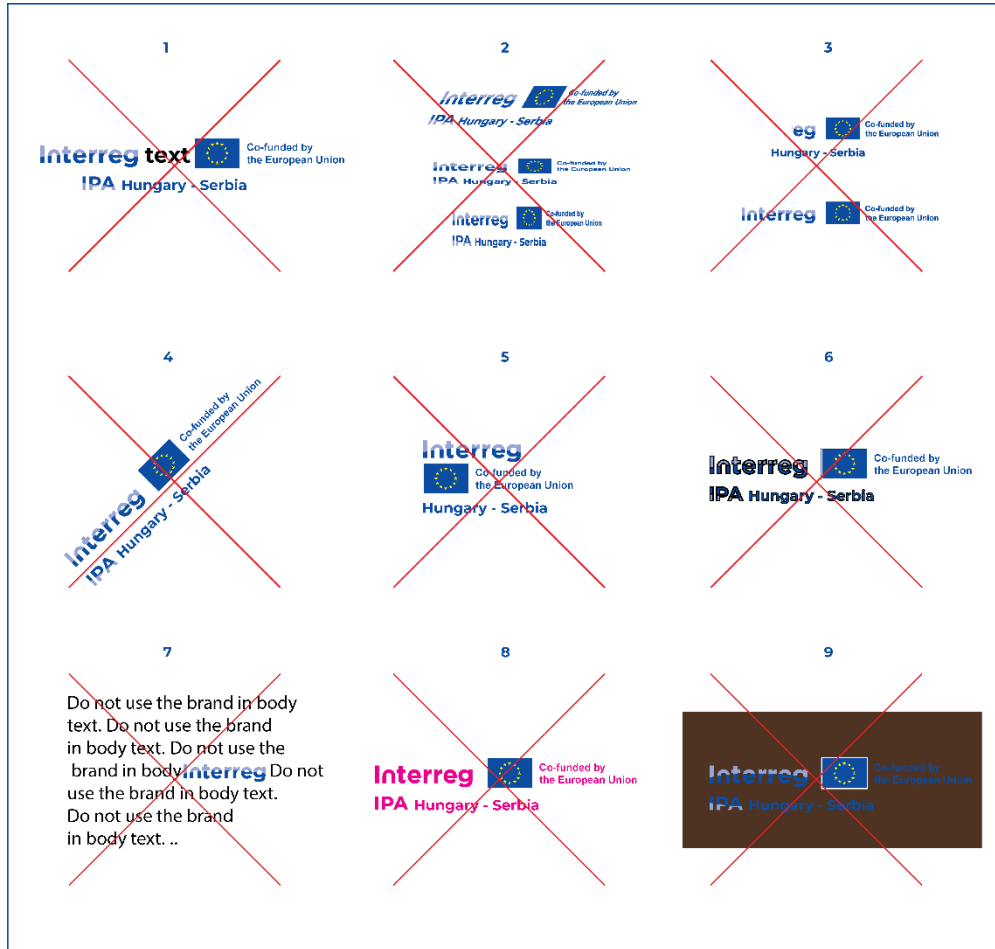 1
Interreg text Co-funded by
the European Union
IPA Hungary - Serbia
2
Interreg Co-funded by
the European Union
IPA Hungary - Serbia
Interreg Co-funded by
the European Union
IPA Hungary - Serbia
Interreg Co-funded by
the European Union
IPA Hungary - Serbia
3
eg Co-funded by
the European Union
Hungary - Serbia
Interreg Co-funded by
the European Union
4
Interreg Co-funded by
the European Union
IPA Hungary - Serbia
5
Interreg
Co-funded by
the European Union
Hungary - Serbia
6
Interreg Co-funded by
the European Union
IPA Hungary - Serbia
7
Do not use the brand in body
text. Do not use the brand
in body text. Do not use the
brand in body Interreg Do not
use the brand in body text.
Do not use the brand
in body text. ..
8
Interreg Co-funded by
the European Union
IPA Hungary - Serbia
9
Interreg Co-funded by
the European Union
IPA Hungary - Serbia